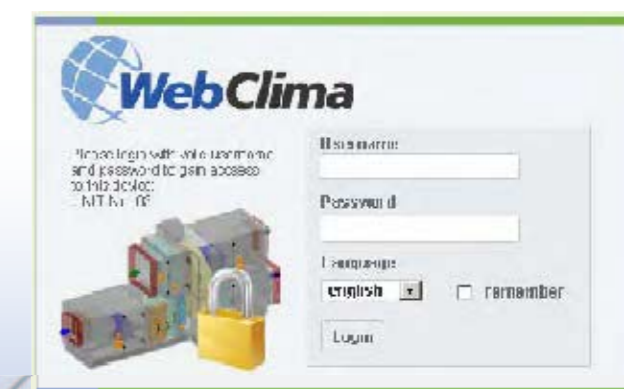 WebClima
Please login with valid username
and password to gain access
to this device:
Username
Password
Language
english
remember
Login